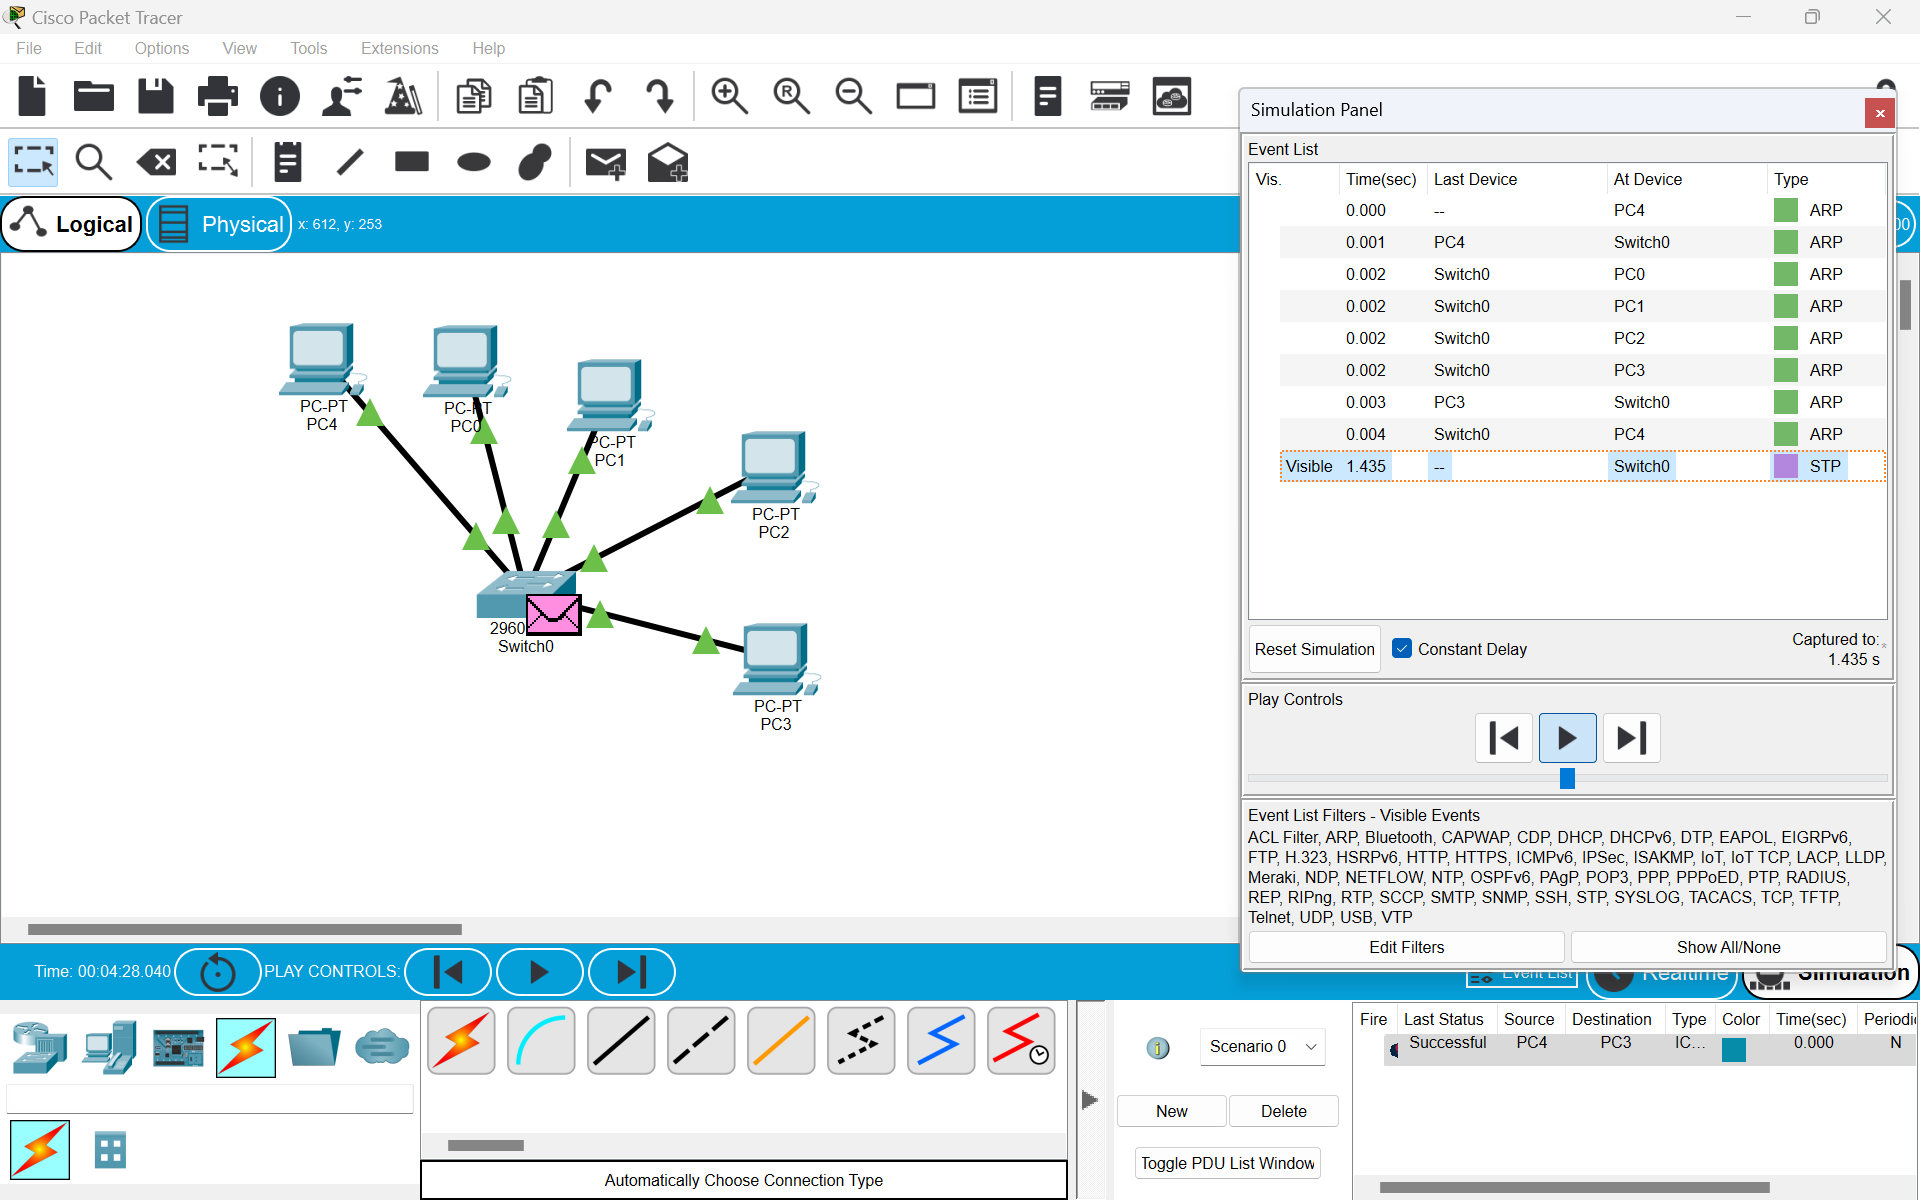 Cisco Packet Tracer
File Edit Options View Tools Extensions Help
Logical Physical x: 612, y: 253
PC-PT
PC4
PC-PT
PC0
PC-PT
PC1
PC-PT
PC2
2960
Switch0
PC-PT
PC3
Simulation Panel
Event List
Vis. Time(sec) Last Device At Device Type
0.000 -- PC4 ARP
0.001 PC4 Switch0 ARP
0.002 Switch0 PC0 ARP
0.002 Switch0 PC1 ARP
0.002 Switch0 PC2 ARP
0.002 Switch0 PC3 ARP
0.003 PC3 Switch0 ARP
0.004 Switch0 PC4 ARP
Visible 1.435 -- Switch0 STP
Reset Simulation Constant Delay Captured to:
1.435 s
Play Controls
Event List Filters - Visible Events
ACL Filter, ARP, Bluetooth, CAPWAP, CDP, DHCP, DHCPv6, DTP, EAPOL, EIGRPv6,
FTP, H.323, HSRPv6, HTTP, HTTPS, ICMPv6, IPSec, ISAKMP, IoT, IoT TCP, LACP, LLDP,
Meraki, NDP, NETFLOW, NTP, OSPFv6, PAgP, POP3, PPP, PPPoED, PTP, RADIUS,
REP, RIPng, RTP, SCCP, SMTP, SNMP, SSH, STP, SYSLOG, TACACS, TCP, TFTP,
Telnet, UDP, USB, VTP
Edit Filters Show All/None
Time: 00:04:28.040 PLAY CONTROLS: Event List Realtime Simulation
Scenario 0
New Delete
Toggle PDU List Window
Fire Last Status Source Destination Type Color Time(sec) Periodic
Successful PC4 PC3 IC... 0.000 N
Automatically Choose Connection Type